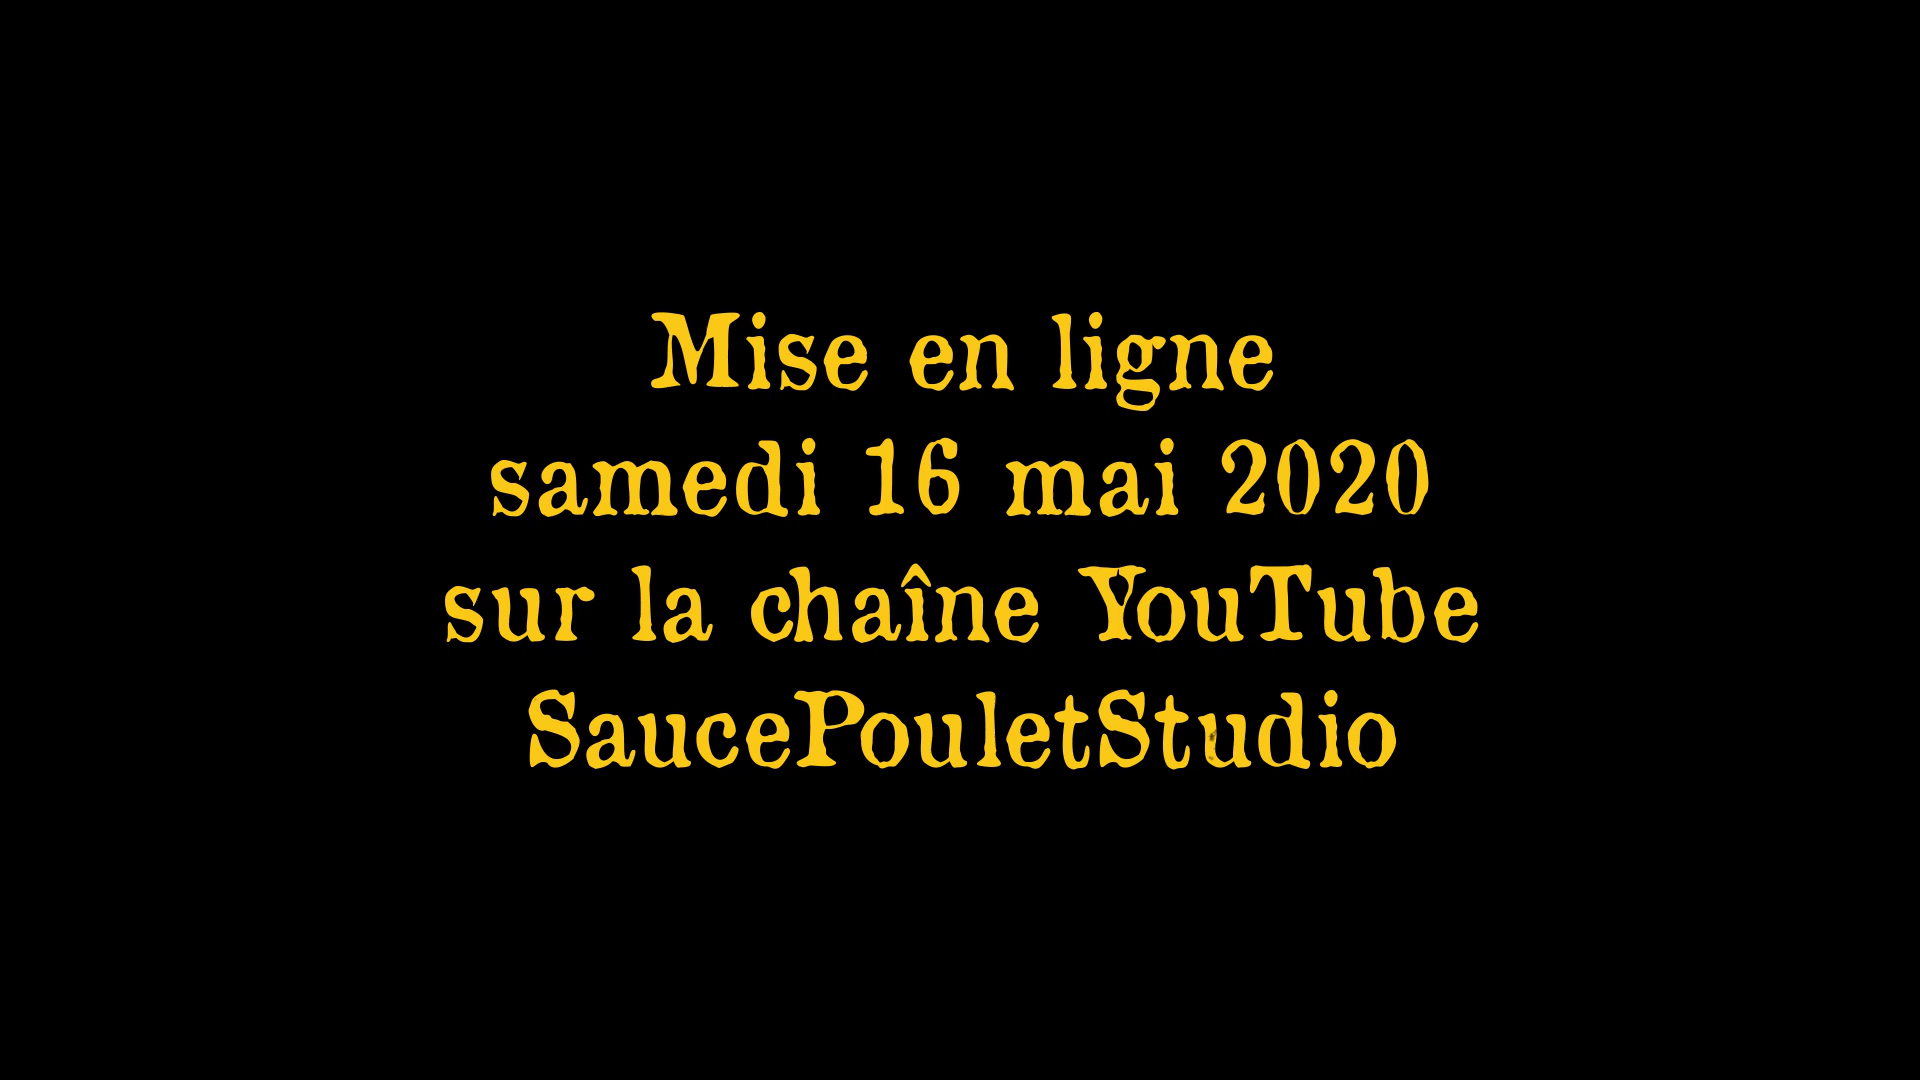 Mise en ligne
samedi 16 mai 2020
sur la chaîne YouTube
SaucePouletStudio